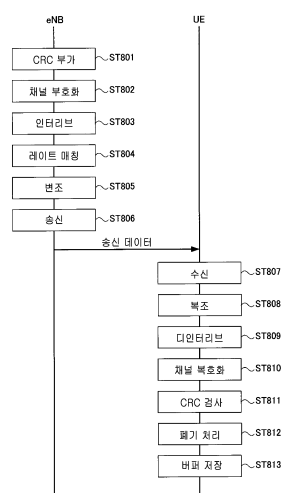 eNB
UE
CRC 부가
ST801
채널 부호화
ST802
인터리브
ST803
레이트 매칭
ST804
변조
ST805
송신
ST806
송신 데이터
수신
ST807
복조
ST808
디인터리브
ST809
채널 복호화
ST810
CRC 검사
ST811
폐기 처리
ST812
버퍼 저장
ST813